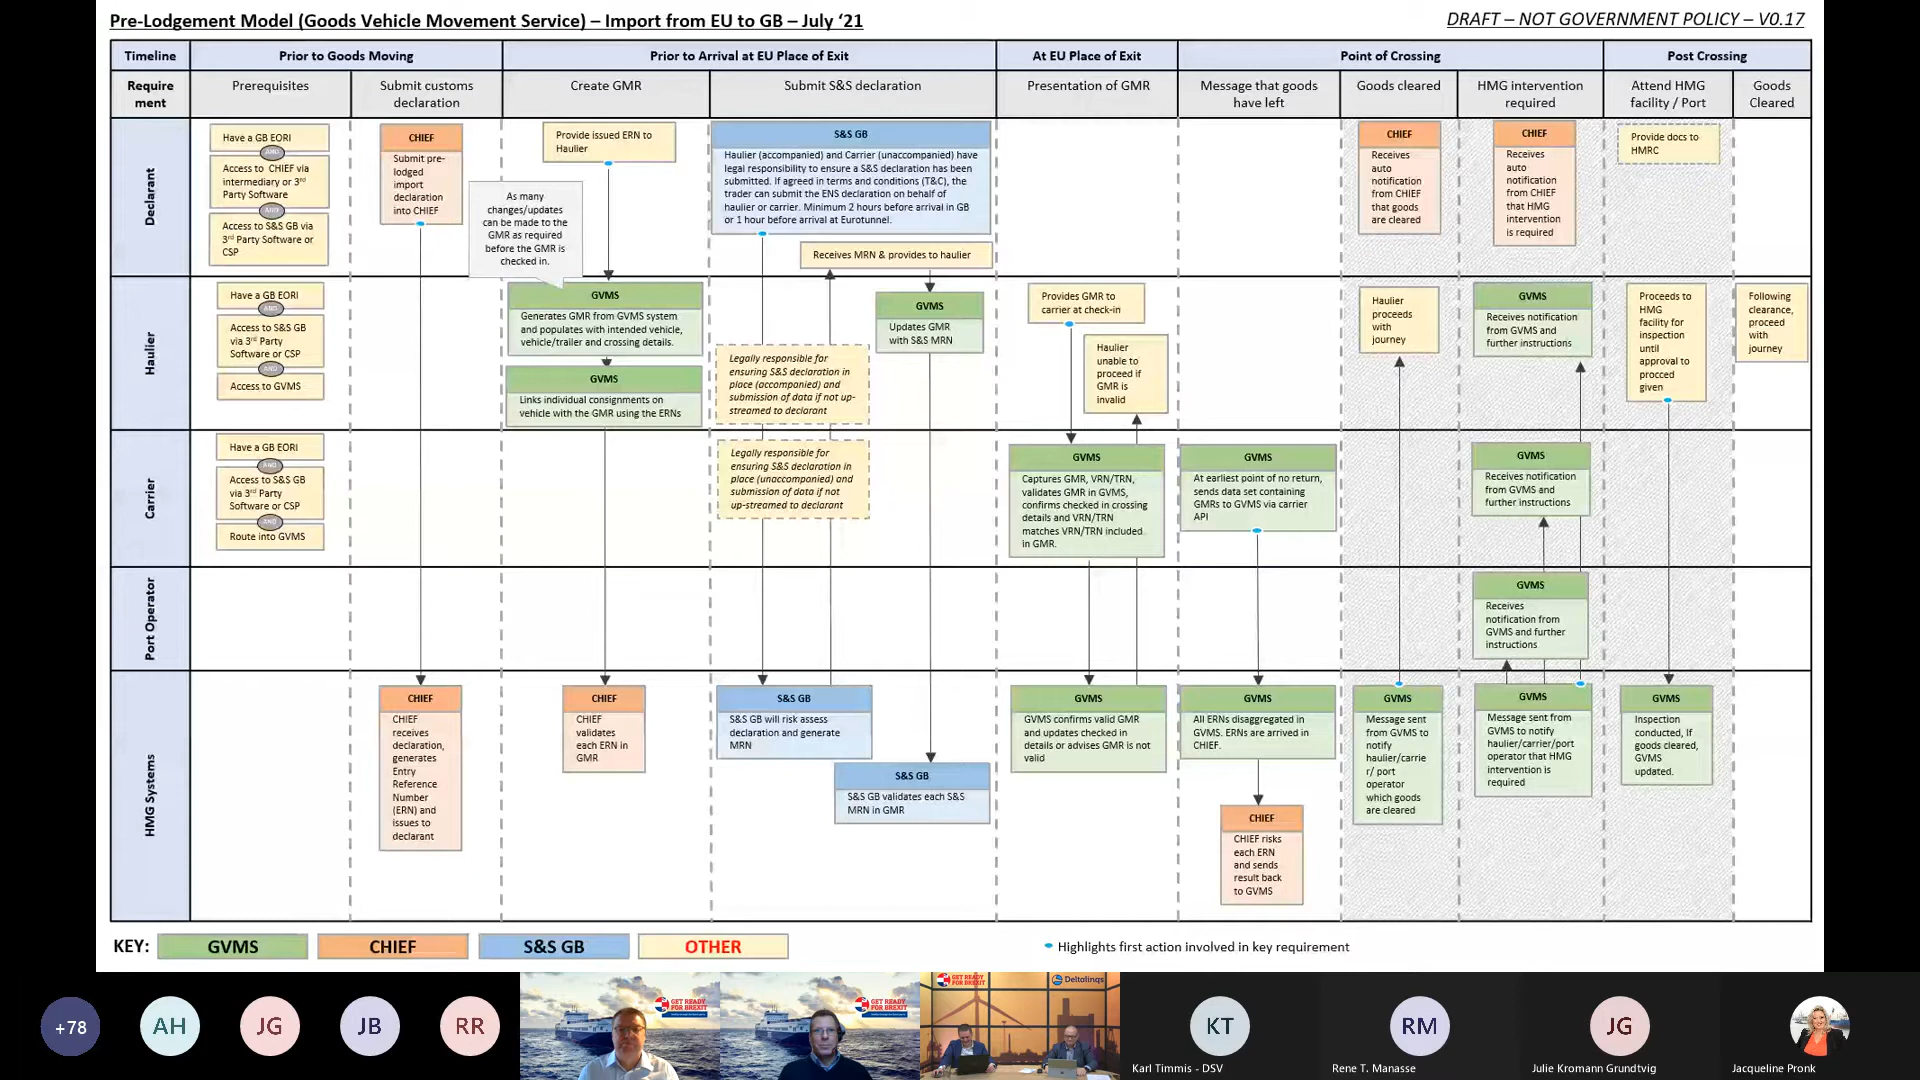 Pre-Lodgement Model (Goods Vehicle Movement Service) – Import from EU to GB – July '21
DRAFT – NOT GOVERNMENT POLICY – V0.17
Timeline
Prior to Goods Moving
Prior to Arrival at EU Place of Exit
At EU Place of Exit
Point of Crossing
Post Crossing
Require
ment
Prerequisites
Submit customs
declaration
Create GMR
Submit S&S declaration
Presentation of GMR
Message that goods
have left
Goods cleared
HMG intervention
required
Attend HMG
facility / Port
Goods
Cleared
Declarant
Have a GB EORI
AND
Access to CHIEF via
intermediary or 3rd
Party Software
AND
Access to S&S GB via
3rd Party Software or
CSP
CHIEF
Submit pre-
lodged
import
declaration
into CHIEF
As many
changes/updates
can be made to the
GMR as required
before the GMR is
checked in.
Provide issued ERN to
Haulier
S&S GB
Haulier (accompanied) and Carrier (unaccompanied) have
legal responsibility to ensure a S&S declaration has been
submitted. If agreed in terms and conditions (T&C), the
trader can submit the ENS declaration on behalf of
haulier or carrier. Minimum 2 hours before arrival in GB
or 1 hour before arrival at Eurotunnel.
Receives MRN & provides to haulier
CHIEF
Receives
auto
notification
from CHIEF
that goods
are cleared
CHIEF
Receives
auto
notification
from CHIEF
that HMG
intervention
is required
Provide docs to
HMRC
Haulier
Have a GB EORI
AND
Access to S&S GB
via 3rd Party
Software or CSP
AND
Access to GVMS
GVMS
Generates GMR from GVMS system
and populates with intended vehicle,
vehicle/trailer and crossing details.
GVMS
Links individual consignments on
vehicle with the GMR using the ERNs
Legally responsible for
ensuring S&S declaration in
place (accompanied) and
submission of data if not up-
streamed to declarant
GVMS
Updates GMR
with S&S MRN
Provides GMR to
carrier at check-in
Haulier
unable to
proceed if
GMR is
invalid
Haulier
proceeds
with
journey
GVMS
Receives notification
from GVMS and
further instructions
Proceeds to
HMG
facility for
inspection
until
approval to
procced
given
Following
clearance,
proceed
with
journey
Carrier
Have a GB EORI
AND
Access to S&S GB
via 3rd Party
Software or CSP
AND
Route into GVMS
Legally responsible for
ensuring S&S declaration in
place (unaccompanied) and
submission of data if not
up-streamed to declarant
GVMS
Captures GMR, VRN/TRN,
validates GMR in GVMS,
confirms checked in crossing
details and VRN/TRN
matches VRN/TRN included
in GMR.
GVMS
At earliest point of no return,
sends data set containing
GMRs to GVMS via carrier
API
GVMS
Receives notification
from GVMS and
further instructions
Port Operator
GVMS
Receives
notification from
GVMS and further
instructions
HMG Systems
CHIEF
CHIEF
receives
declaration,
generates
Entry
Reference
Number
(ERN) and
issues to
declarant
CHIEF
CHIEF
validates
each ERN in
GMR
S&S GB
S&S GB will risk assess
declaration and generate
MRN
S&S GB
S&S GB validates each S&S
MRN in GMR
GVMS
GVMS confirms valid GMR
and updates checked in
details or advises GMR is not
valid
GVMS
All ERNs disaggregated in
GVMS. ERNs are arrived in
CHIEF.
CHIEF
CHIEF risks
each ERN
and sends
result back
to GVMS
GVMS
Message sent
from GVMS to
notify
haulier/carrie
r/ port
operator
which goods
are cleared
GVMS
Message sent from
GVMS to notify
haulier/carrier/port
operator that HMG
intervention is
required
GVMS
Inspection
conducted, If
goods cleared,
GVMS
updated.
KEY:
GVMS
CHIEF
S&S GB
OTHER
Highlights first action involved in key requirement
+78
AH
JG
JB
RR
GET READY
FOR BREXIT
GET READY
FOR BREXIT
GET READY
FOR BREXIT
Deltalinqs
KT
Karl Timmis - DSV
RM
Rene T. Manasse
JG
Julie Kromann Grundtvig
Jacqueline Pronk